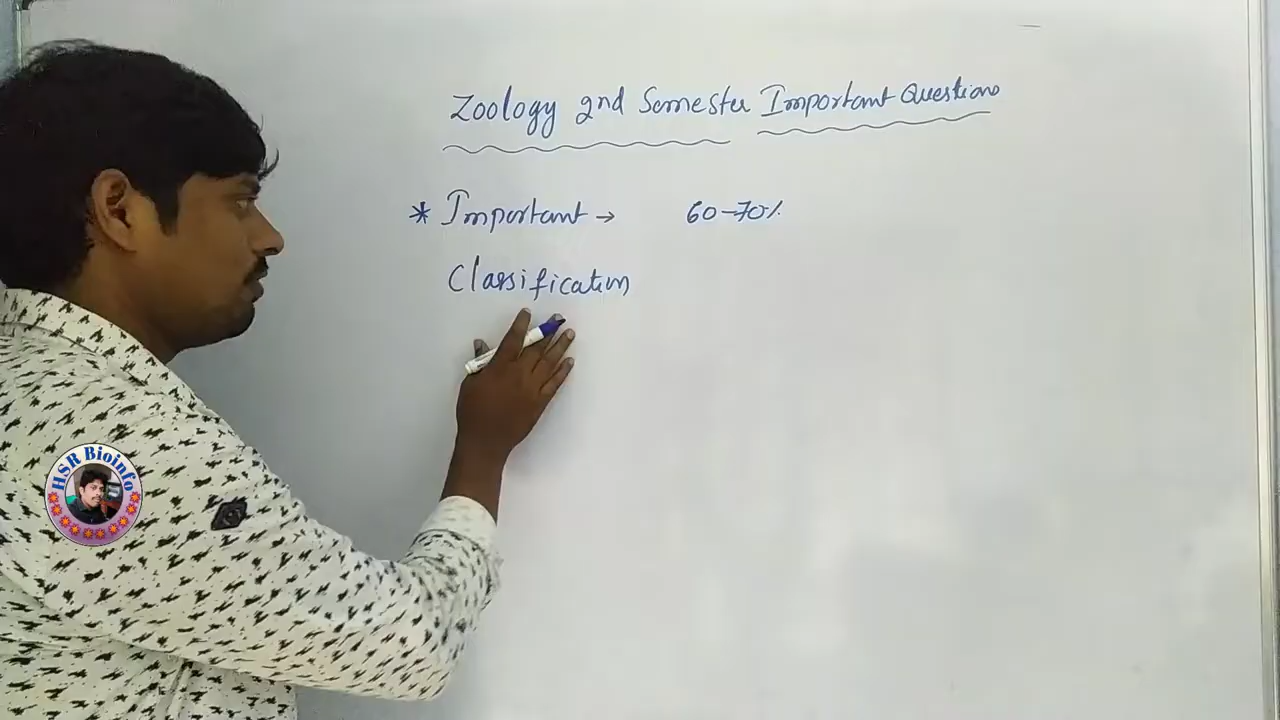 Zoology 2nd Semester Important Questions
* Important → 60-70%
Classification
HSR Bioinfo